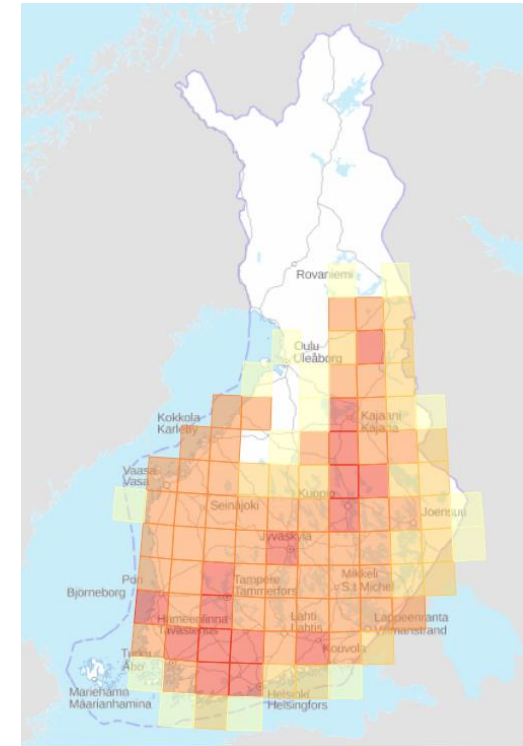 Rovaniemi
Oulu
Uleåborg
Kokkola
Karleby
Kajaani
Kajana
Vaasa
Vasa
Kuopio
Seinäjoki
Joensuu
Jyväskylä
Pori
Björneborg
Tampere
Tammerfors
Mikkeli
S:t Michel
Hämeenlinna
Tavastehus
Lahti
Lahtis
Lappeenranta
Villmanstrand
Kouvola
Turku
Åbo
Mariehamn
Maarianhamina
Helsinki
Helsingfors